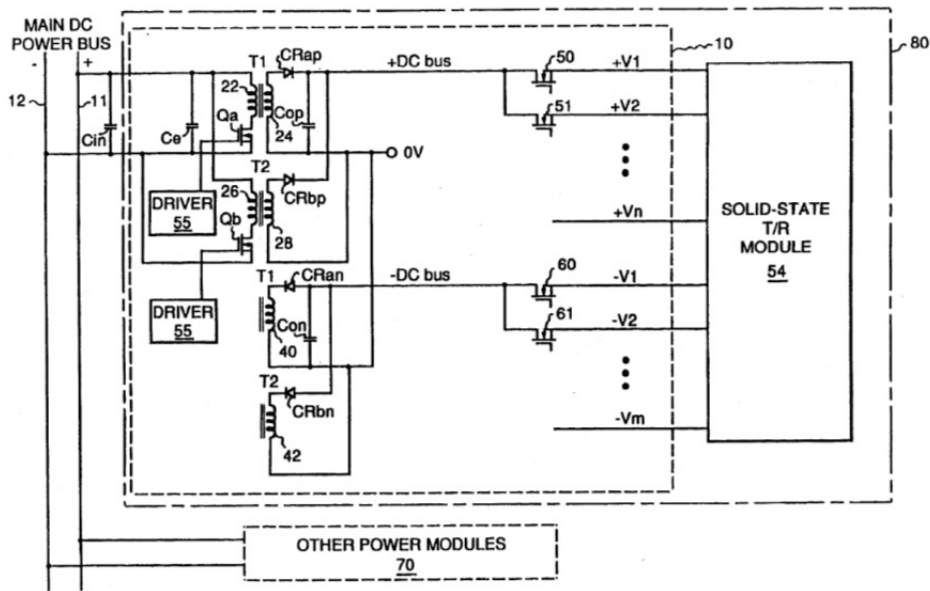 MAIN DC
POWER BUS
- +
12
11
Cin
Ce
T1
22
Qa
CRap
24
Cop
+DC bus
0V
T2
26
CRbp
28
DRIVER
55
Qb
DRIVER
55
T1
CRan
40
Con
-DC bus
T2
CRbn
42
50
+V1
51
+V2
+Vn
60
-V1
61
-V2
-Vm
10
80
SOLID-STATE
T/R
MODULE
54
OTHER POWER MODULES
70